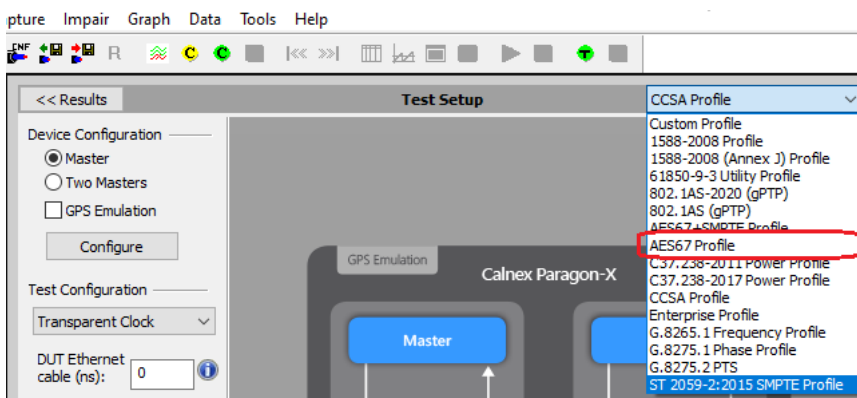 pture Impair Graph Data Tools Help
CNF R C C T
<< Results Test Setup CCSA Profile
Device Configuration
Master
Two Masters
GPS Emulation
Configure
Test Configuration
Transparent Clock
DUT Ethernet
cable (ns): 0
GPS Emulation
Calnex Paragon-X
Master
Custom Profile
1588-2008 Profile
1588-2008 (Annex J) Profile
61850-9-3 Utility Profile
802.1AS-2020 (gPTP)
802.1AS (gPTP)
AES67+SMPTE Profile
AES67 Profile
C37.238-2011 Power Profile
C37.238-2017 Power Profile
CCSA Profile
Enterprise Profile
G.8265.1 Frequency Profile
G.8275.1 Phase Profile
G.8275.2 PTS
ST 2059-2:2015 SMPTE Profile